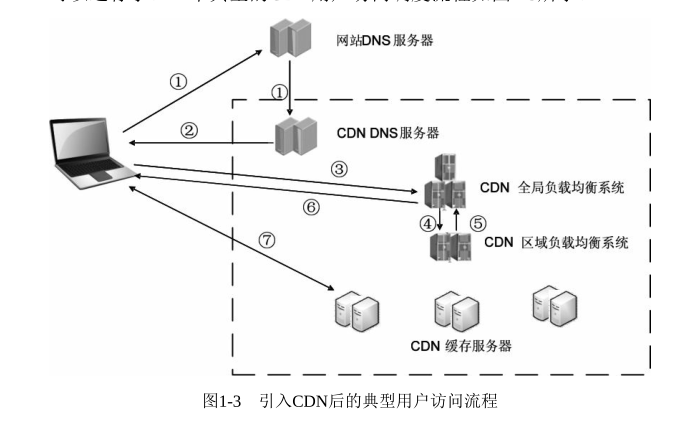 ①
网站DNS 服务器
①
②
CDN DNS服务器
③
CDN 全局负载均衡系统
⑥
④
⑤
CDN 区域负载均衡系统
⑦
CDN 缓存服务器
图1-3 引入CDN后的典型用户访问流程